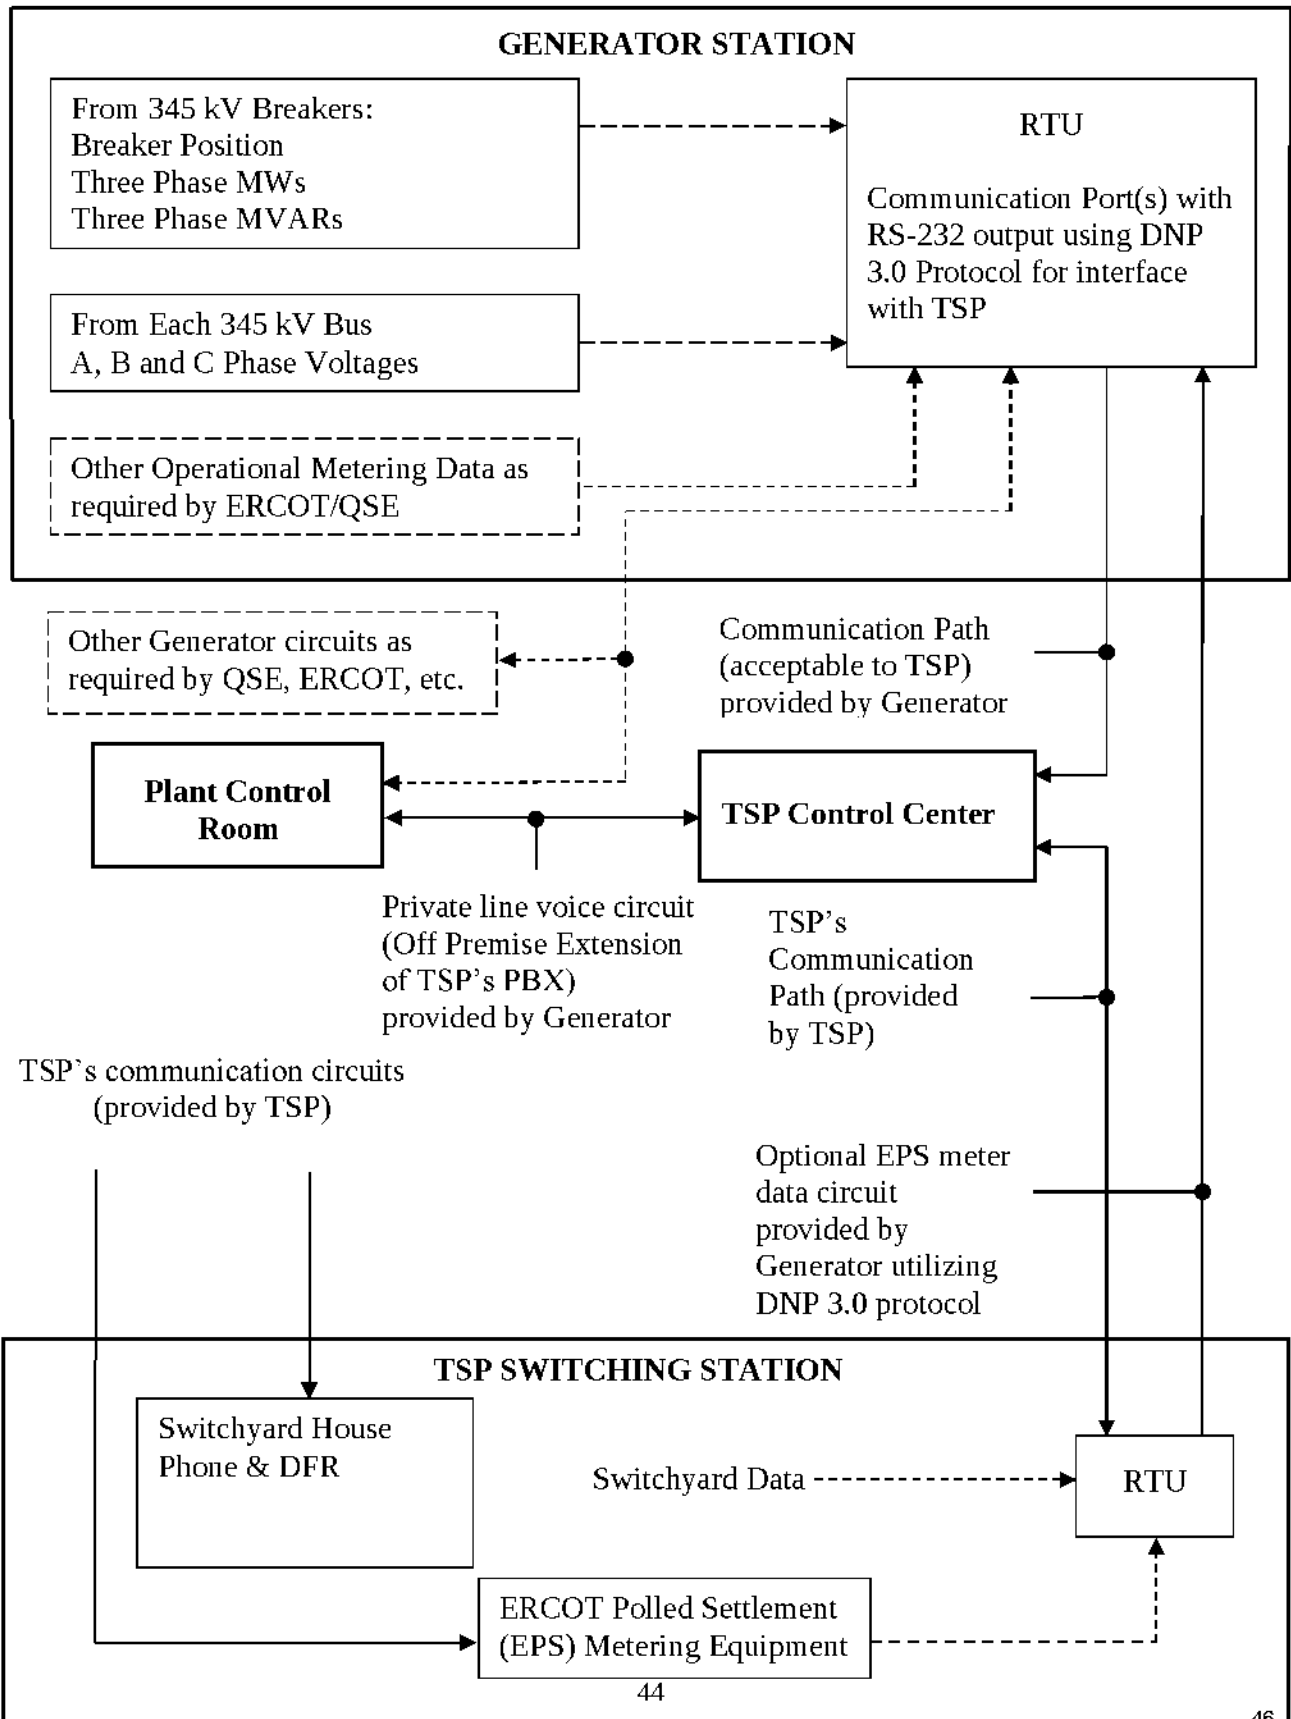 GENERATOR STATION
From 345 kV Breakers:
Breaker Position
Three Phase MWs
Three Phase MVARs
RTU
Communication Port(s) with
RS-232 output using DNP
3.0 Protocol for interface
with TSP
From Each 345 kV Bus
A, B and C Phase Voltages
Other Operational Metering Data as
required by ERCOT/QSE
Other Generator circuits as
required by QSE, ERCOT, etc.
Communication Path
(acceptable to TSP)
provided by Generator
Plant Control
Room
TSP Control Center
Private line voice circuit
(Off Premise Extension
of TSP's PBX)
provided by Generator
TSP's
Communication
Path (provided
by TSP)
TSP's communication circuits
(provided by TSP)
Optional EPS meter
data circuit
provided by
Generator utilizing
DNP 3.0 protocol
TSP SWITCHING STATION
Switchyard House
Phone & DFR
Switchyard Data
RTU
ERCOT Polled Settlement
(EPS) Metering Equipment
44
46